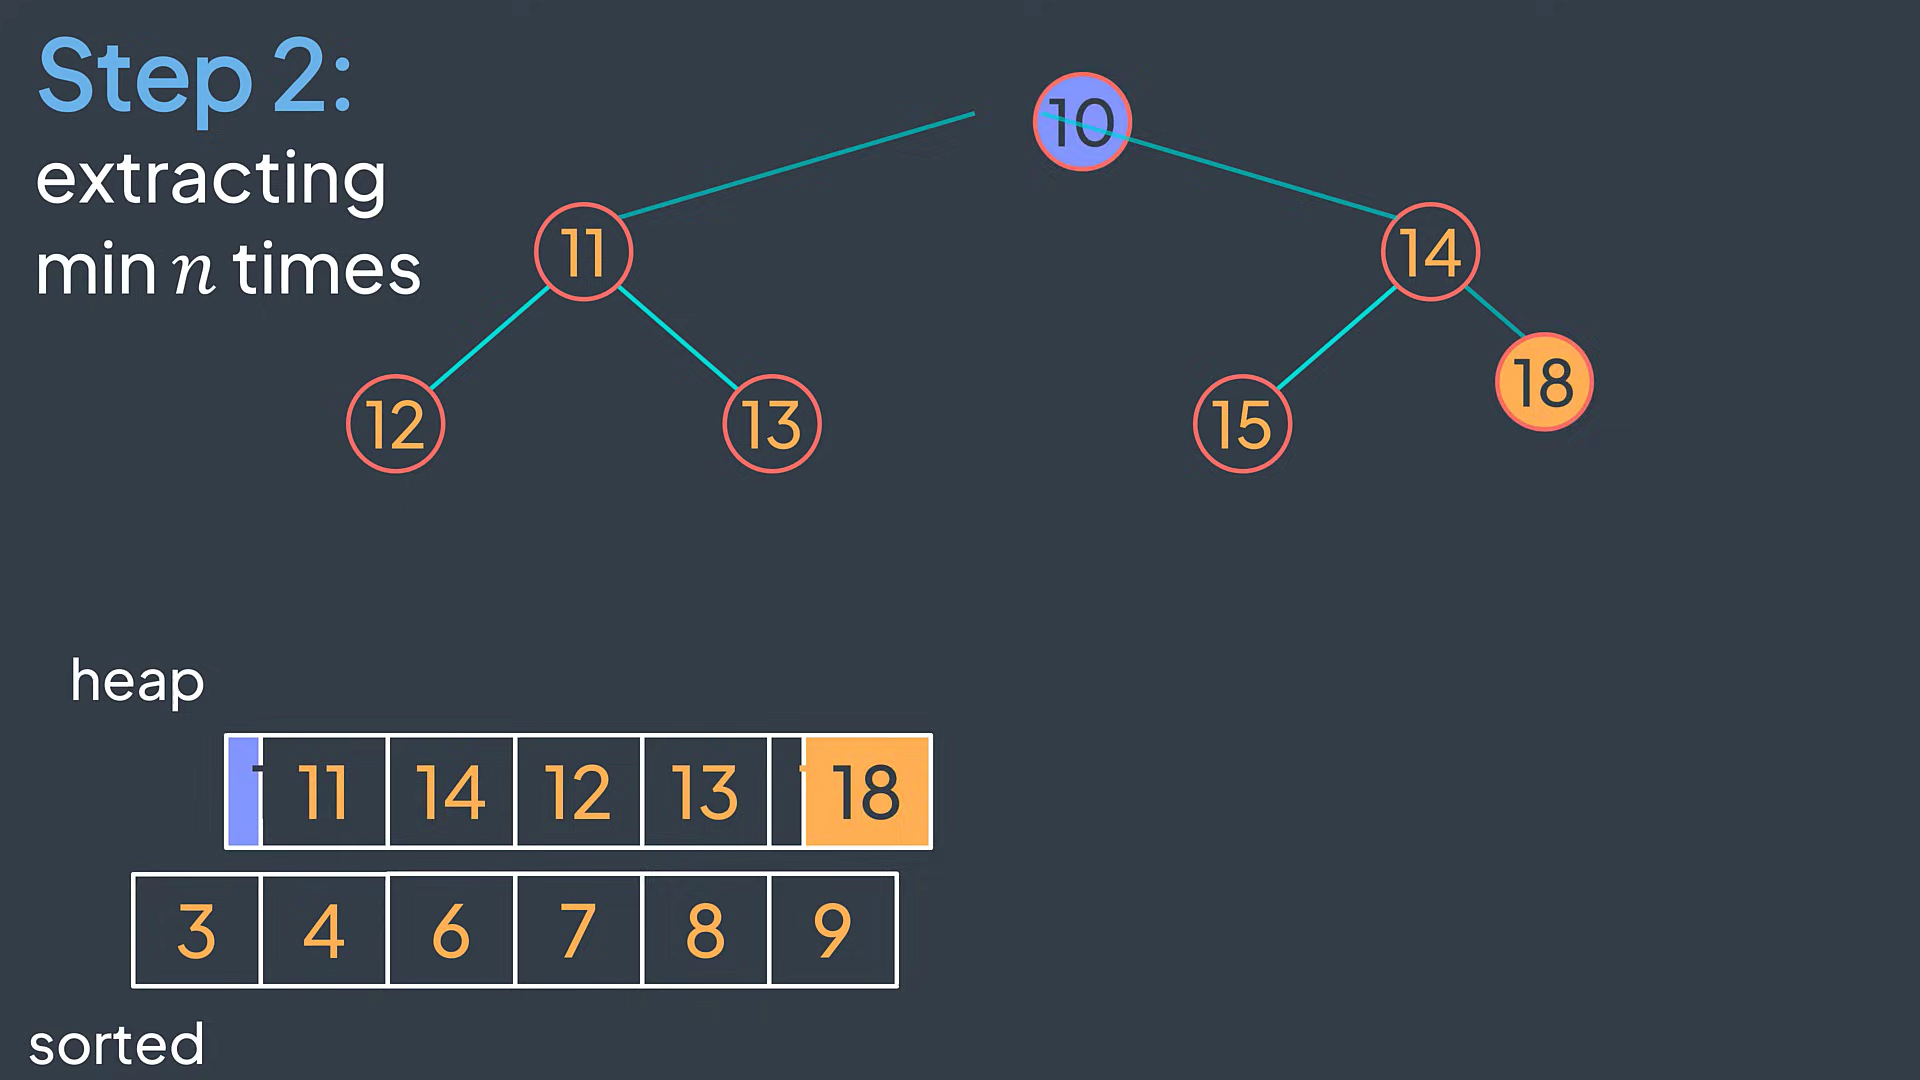 Step 2:
extracting
min n times
10
11
14
18
12
13
15
heap
11 14 12 13 18
3 4 6 7 8 9
sorted